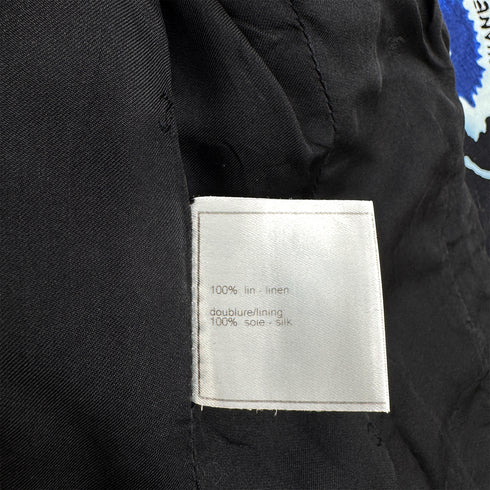 100% lin - linen
doublure/lining
100% soie - silk